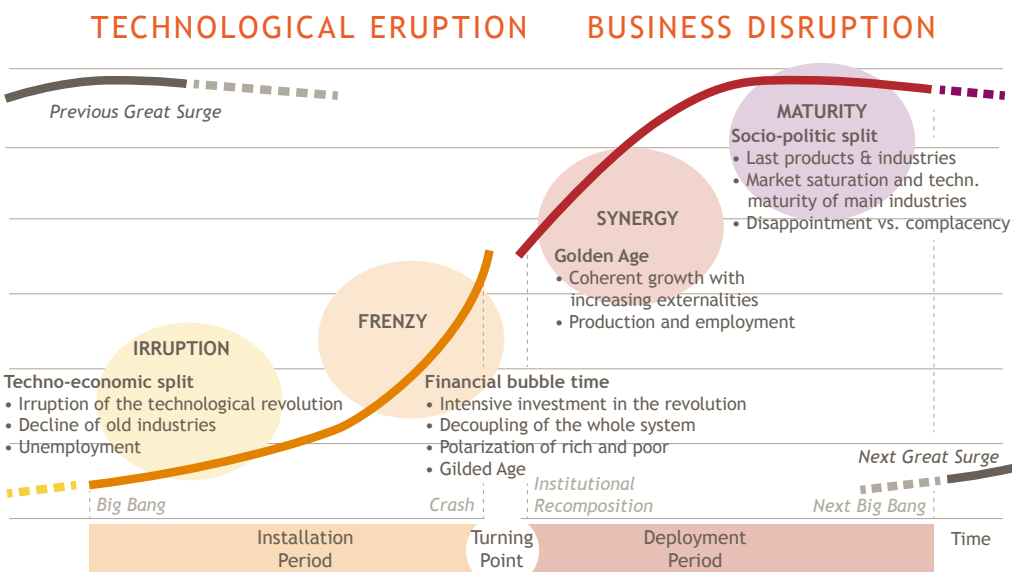 TECHNOLOGICAL ERUPTION
BUSINESS DISRUPTION
Previous Great Surge
MATURITY
Socio-politic split
• Last products & industries
• Market saturation and techn.
maturity of main industries
• Disappointment vs. complacency
SYNERGY
Golden Age
• Coherent growth with
increasing externalities
• Production and employment
FRENZY
Financial bubble time
• Intensive investment in the revolution
• Decoupling of the whole system
• Polarization of rich and poor
• Gilded Age
IRRUPTION
Techno-economic split
• Irruption of the technological revolution
• Decline of old industries
• Unemployment
Next Great Surge
Big Bang
Crash
Institutional
Recomposition
Next Big Bang
Installation
Period
Turning
Point
Deployment
Period
Time